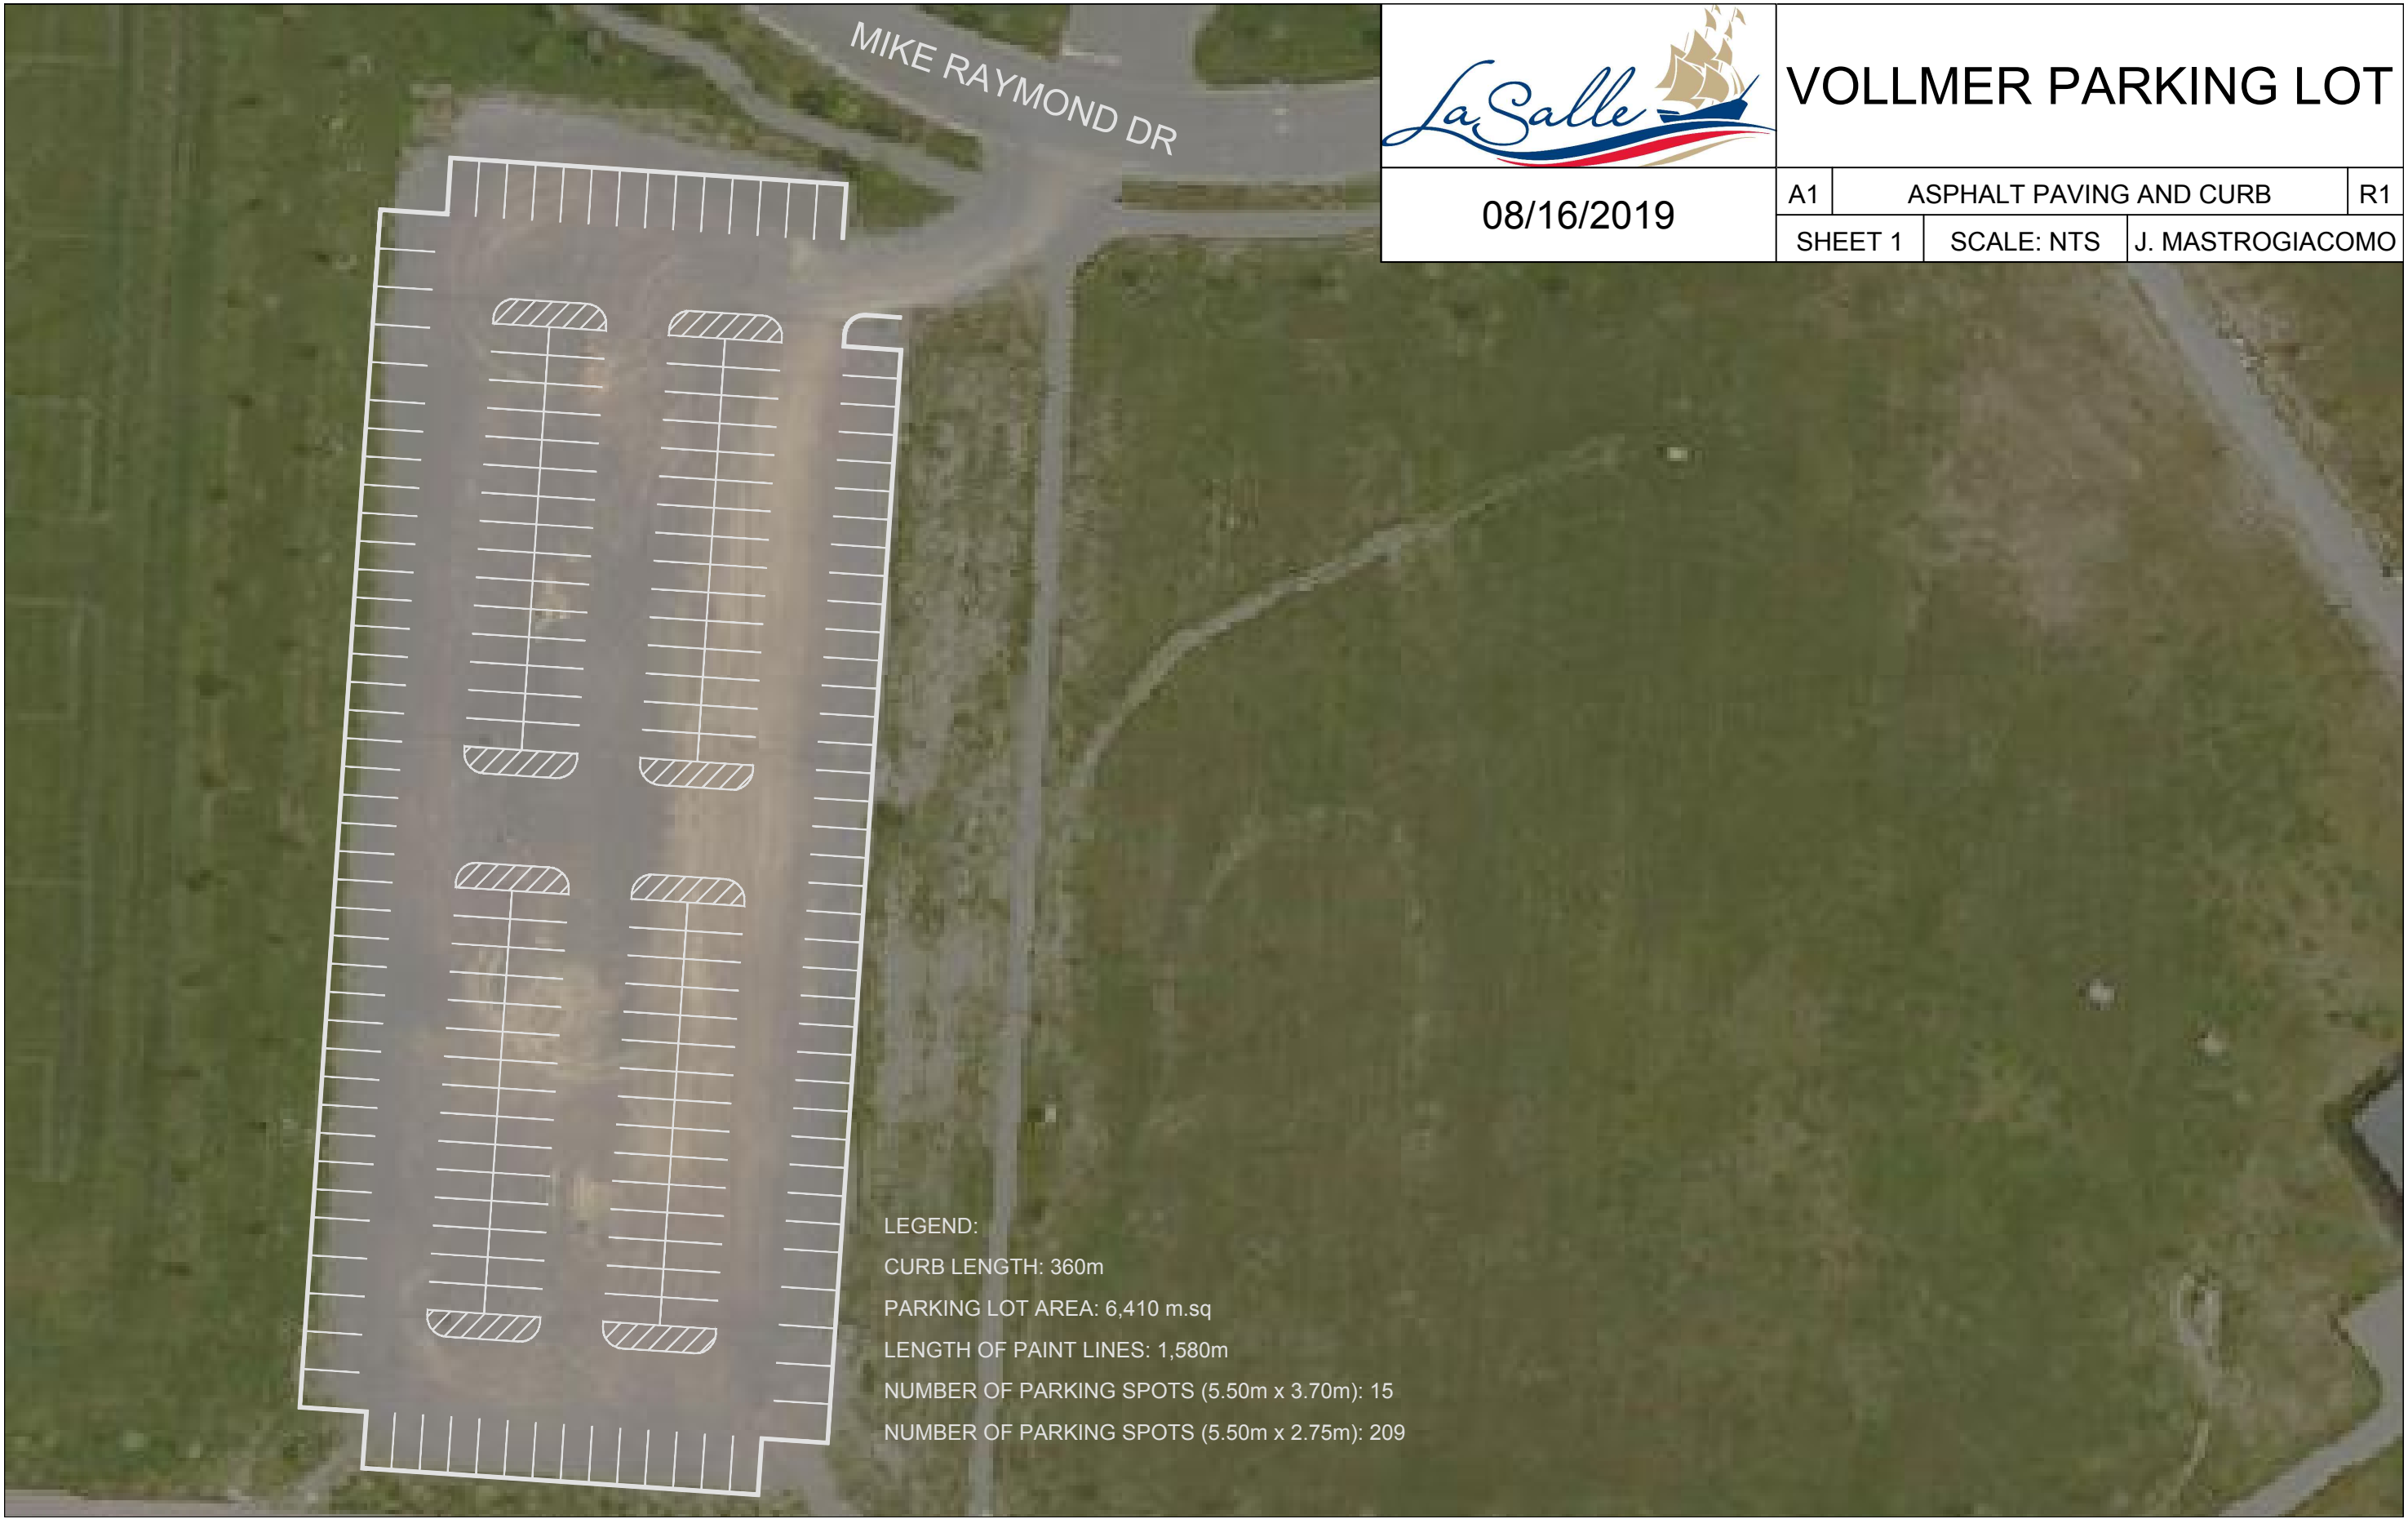 MIKE RAYMOND DR
LaSalle
VOLLMER PARKING LOT
08/16/2019
A1
ASPHALT PAVING AND CURB
R1
SHEET 1
SCALE: NTS
J. MASTROGIACOMO
LEGEND:
CURB LENGTH: 360m
PARKING LOT AREA: 6,410 m.sq
LENGTH OF PAINT LINES: 1,580m
NUMBER OF PARKING SPOTS (5.50m x 3.70m): 15
NUMBER OF PARKING SPOTS (5.50m x 2.75m): 209